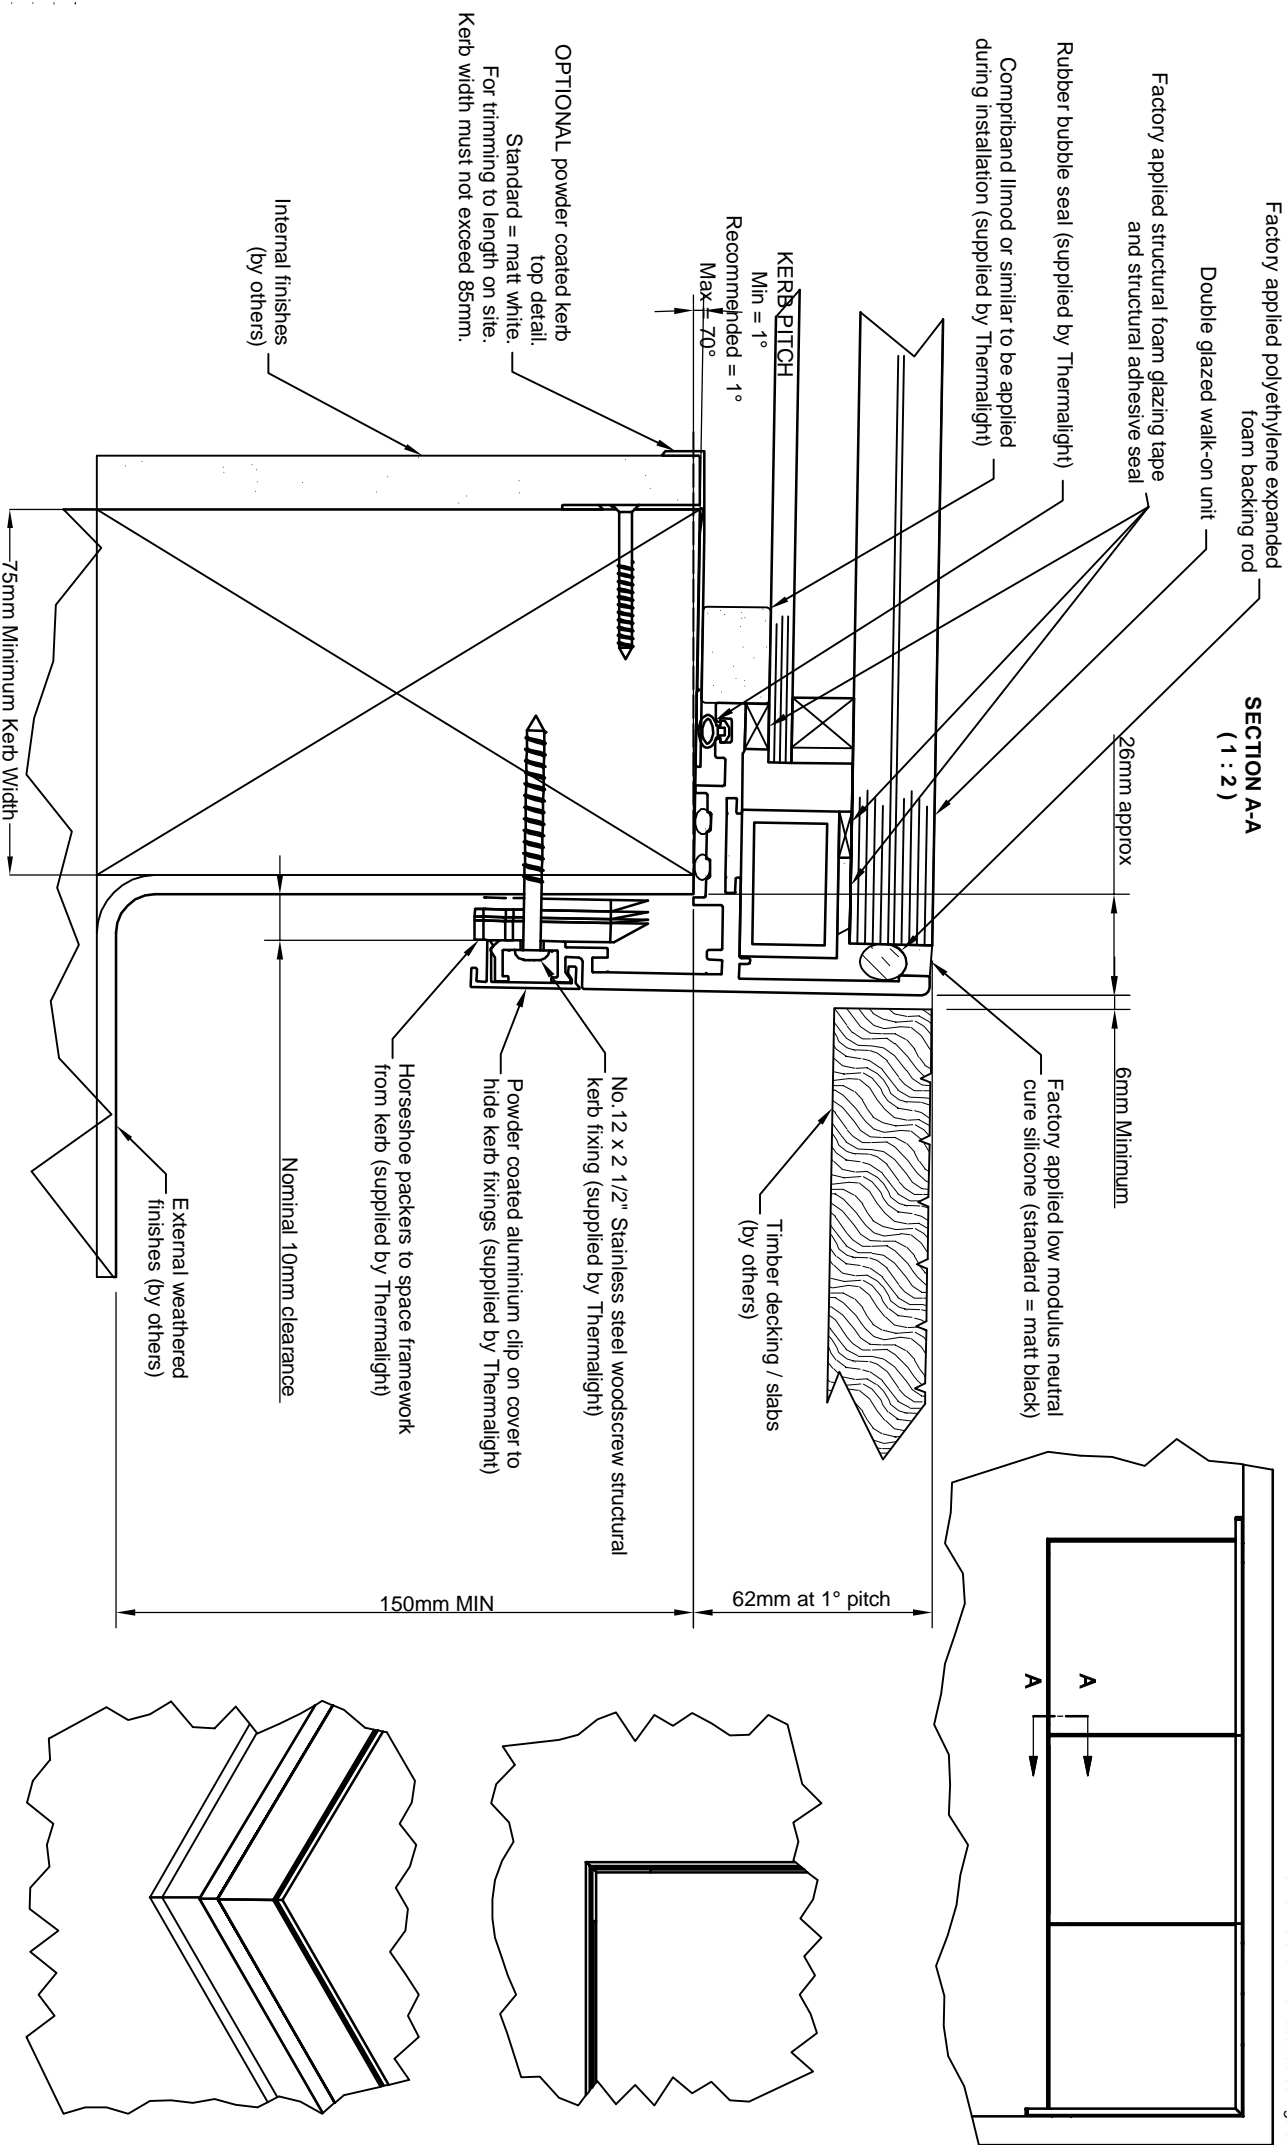 SECTION A-A
( 1 : 2 )
Factory applied polyethylene expanded
foam backing rod
Double glazed walk-on unit
Factory applied structural foam glazing tape
and structural adhesive seal
Rubber bubble seal (supplied by Thermalight)
Compriband Ilmod or similar to be applied
during installation (supplied by Thermalight)
KERB PITCH
Min = 1°
Recommended = 1°
Max = 70°
OPTIONAL powder coated kerb
top detail.
Standard = matt white.
For trimming to length on site.
Kerb width must not exceed 85mm.
Internal finishes
(by others)
75mm Minimum Kerb Width
26mm approx
6mm Minimum
Factory applied low modulus neutral
cure silicone (standard = matt black)
Timber decking / slabs
(by others)
No.12 x 2 1/2" Stainless steel woodscrew structural
kerb fixing (supplied by Thermalight)
Powder coated aluminium clip on cover to
hide kerb fixings (supplied by Thermalight)
Horseshoe packers to space framework
from kerb (supplied by Thermalight)
Nominal 10mm clearance
External weathered
finishes (by others)
62mm at 1° pitch
150mm MIN
A
A